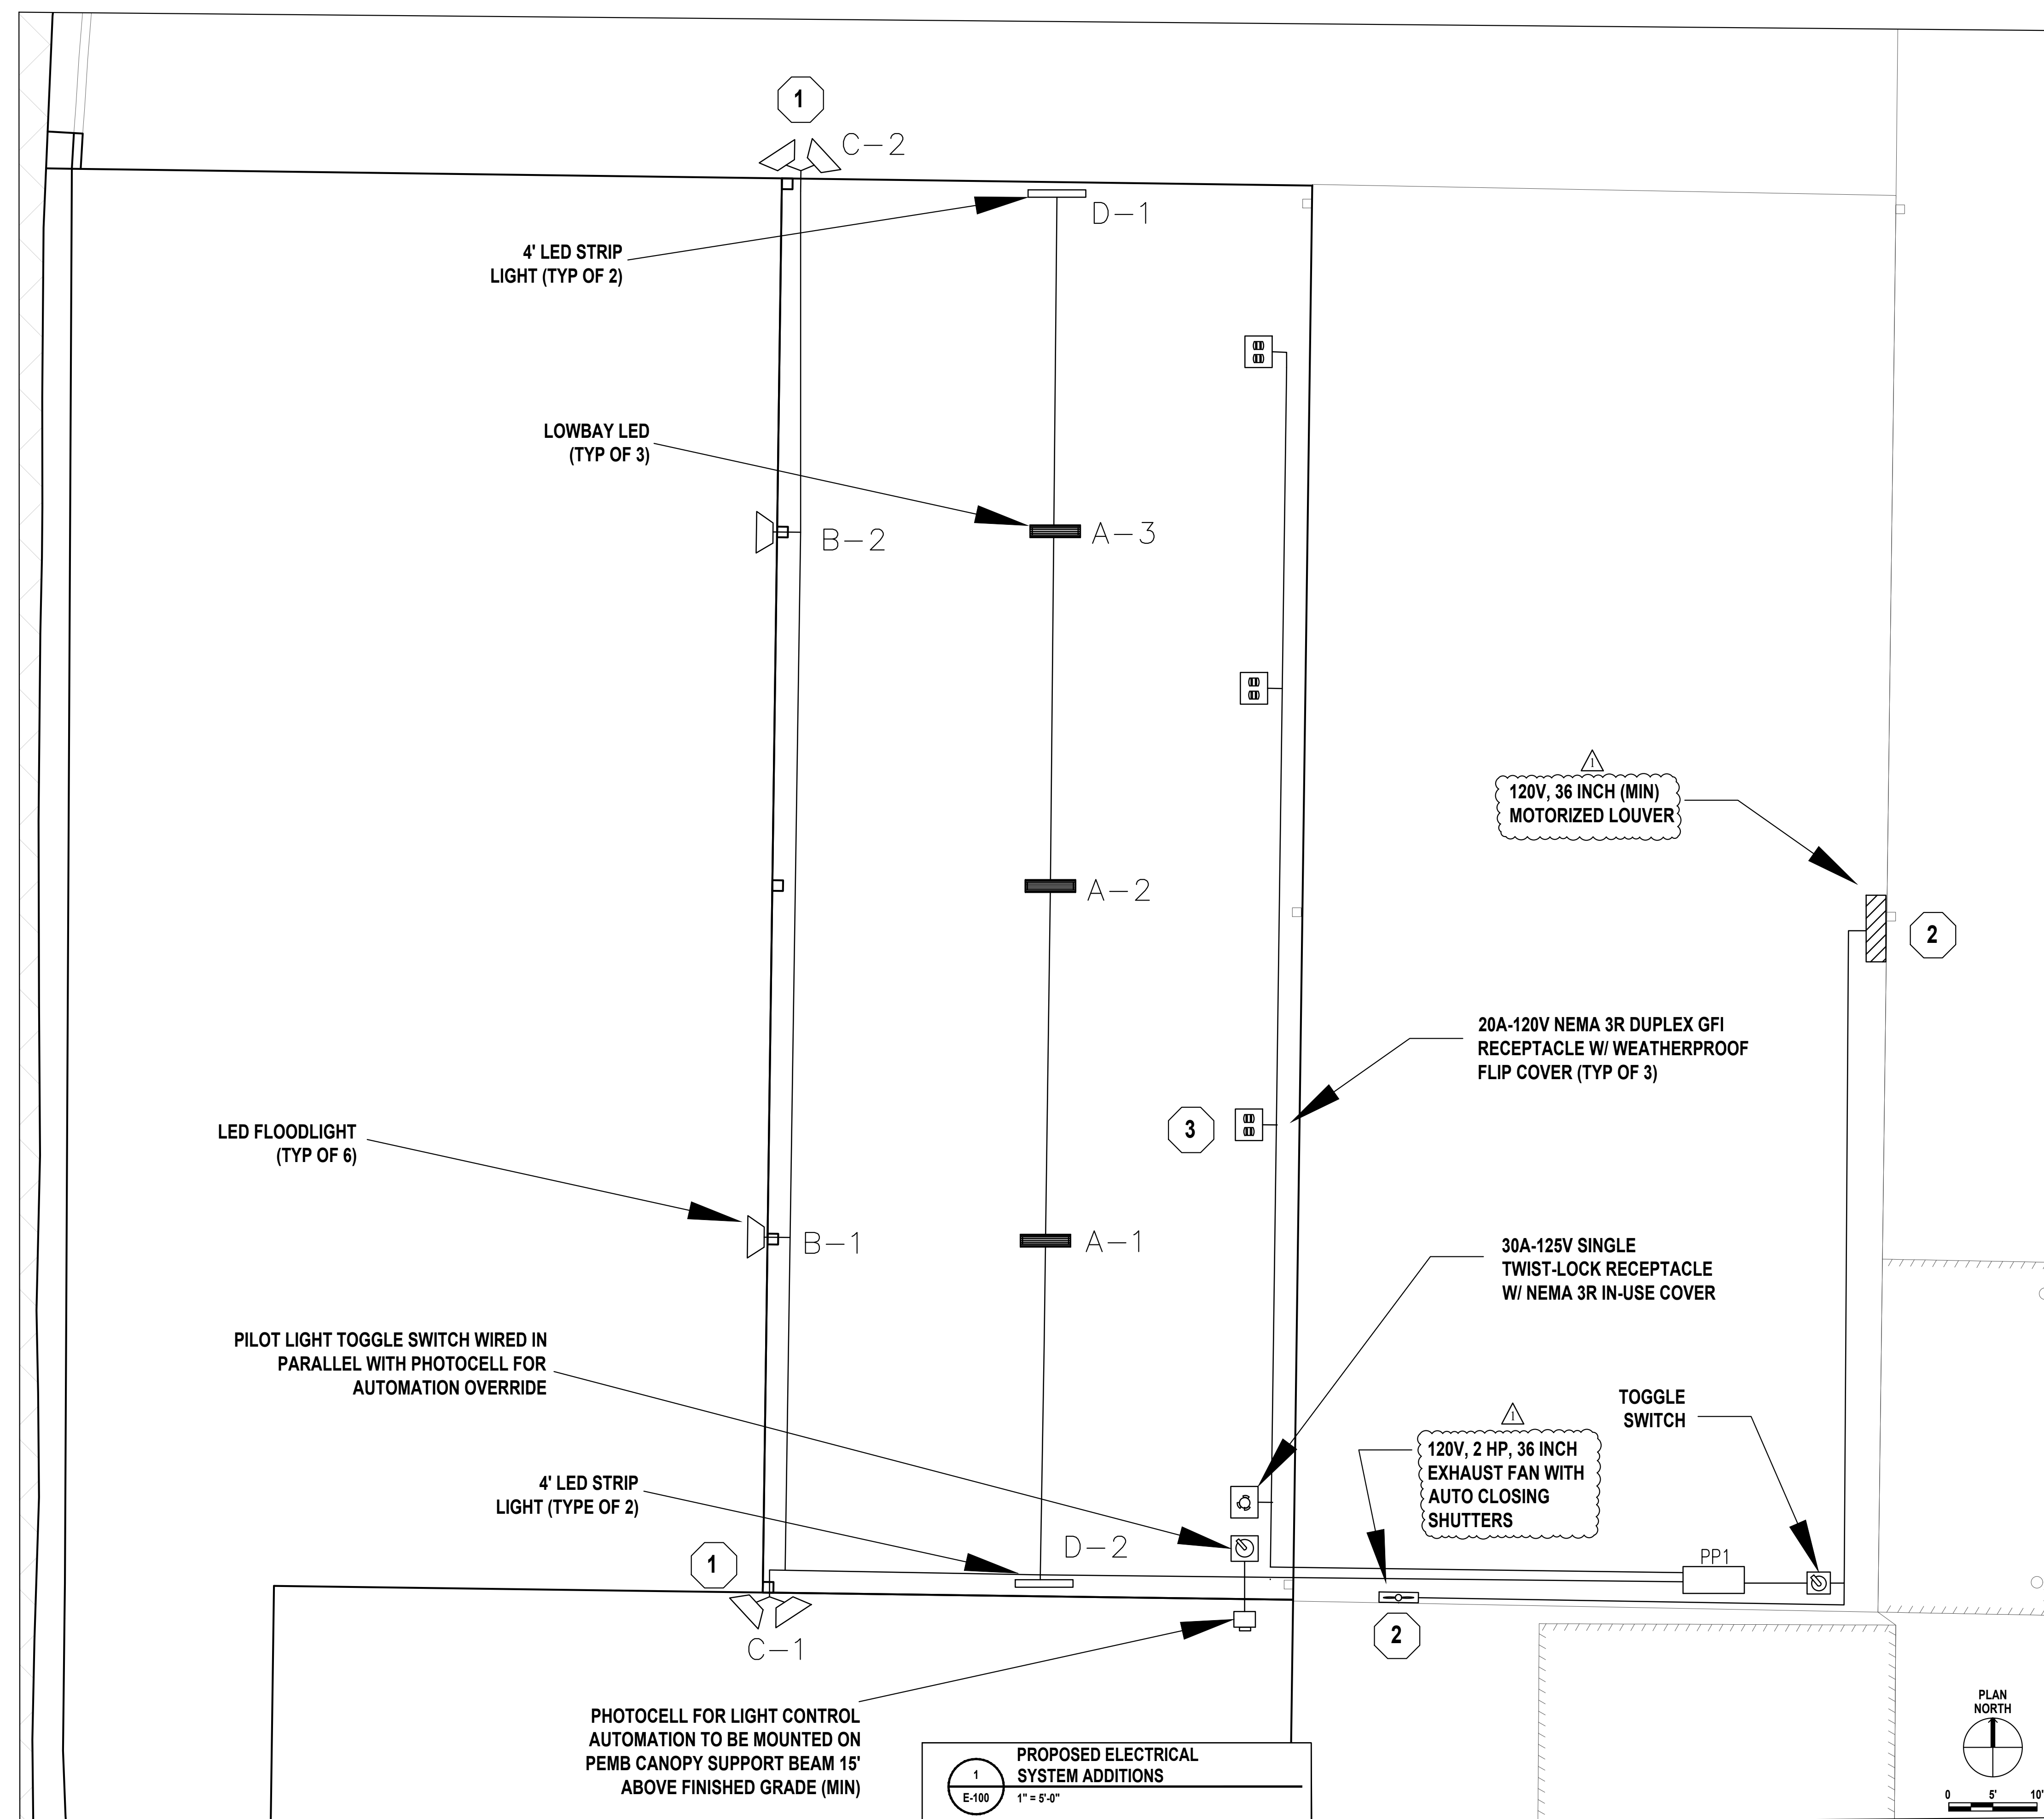 1
C-2
D-1
4' LED STRIP
LIGHT (TYP OF 2)
LOWBAY LED
(TYP OF 3)
B-2
A-3
1
120V, 36 INCH (MIN)
MOTORIZED LOUVER
A-2
2
20A-120V NEMA 3R DUPLEX GFI
RECEPTACLE W/ WEATHERPROOF
FLIP COVER (TYP OF 3)
3
LED FLOODLIGHT
(TYP OF 6)
B-1
A-1
30A-125V SINGLE
TWIST-LOCK RECEPTACLE
W/ NEMA 3R IN-USE COVER
PILOT LIGHT TOGGLE SWITCH WIRED IN
PARALLEL WITH PHOTOCELL FOR
AUTOMATION OVERRIDE
TOGGLE
SWITCH
1
120V, 2 HP, 36 INCH
EXHAUST FAN WITH
AUTO CLOSING
SHUTTERS
4' LED STRIP
LIGHT (TYPE OF 2)
D-2
PP1
1
C-1
2
PHOTOCELL FOR LIGHT CONTROL
AUTOMATION TO BE MOUNTED ON
PEMB CANOPY SUPPORT BEAM 15'
ABOVE FINISHED GRADE (MIN)
1
E-100
PROPOSED ELECTRICAL
SYSTEM ADDITIONS
1" = 5'-0"
PLAN
NORTH
0 5' 10'